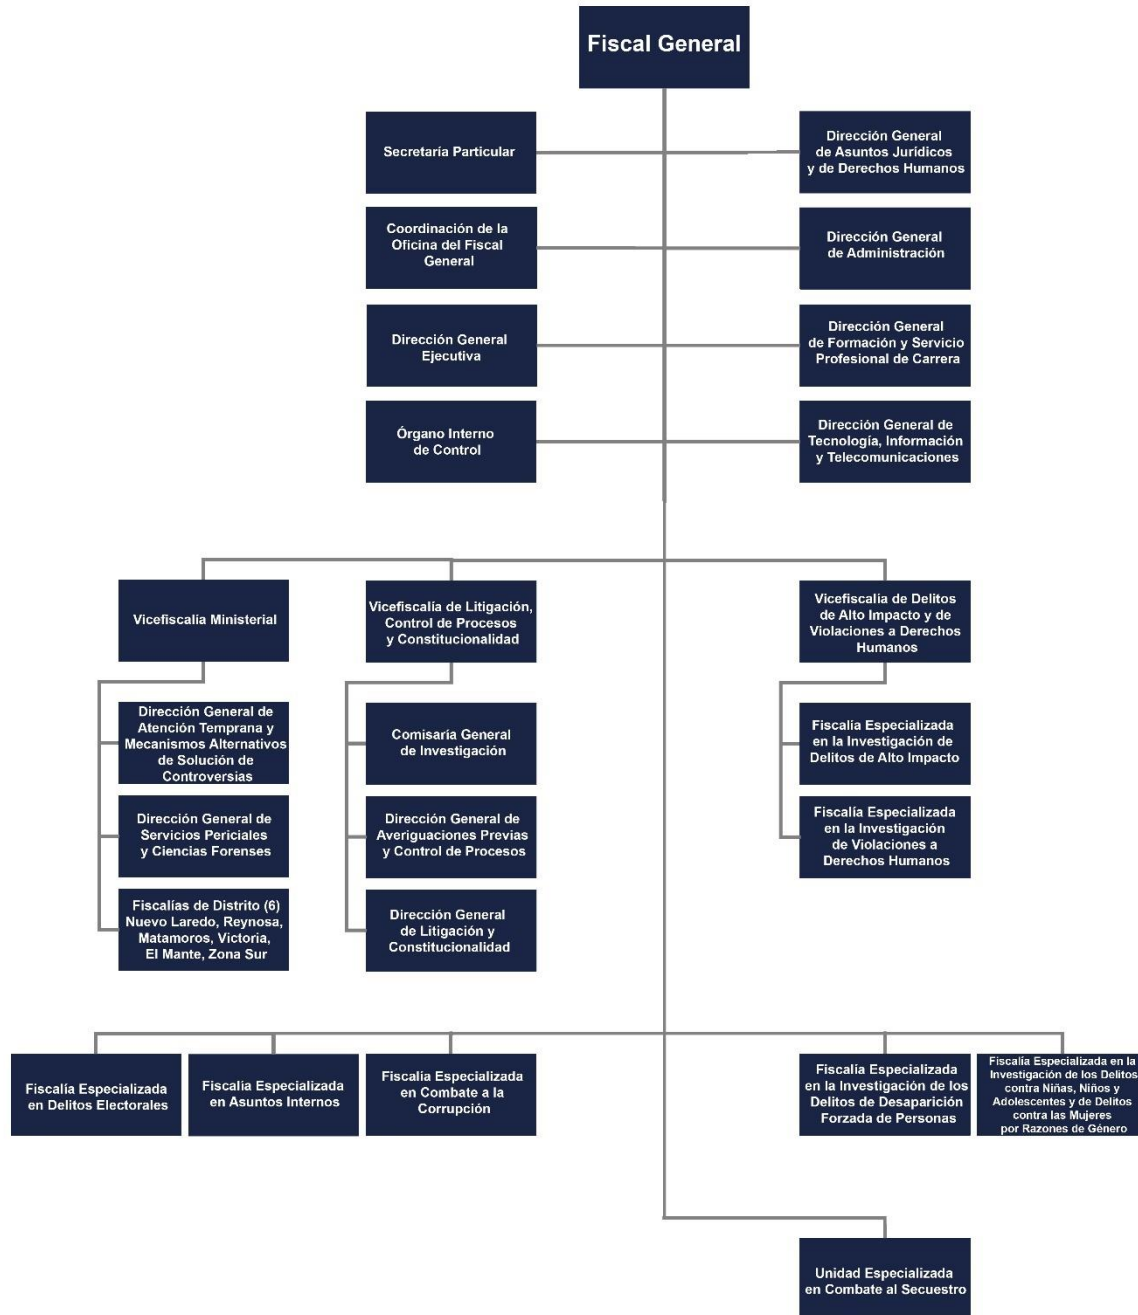 Fiscal General
Secretaría Particular
Dirección General
de Asuntos Jurídicos
y de Derechos Humanos
Coordinación de la
Oficina del Fiscal
General
Dirección General
de Administración
Dirección General
Ejecutiva
Dirección General
de Formación y Servicio
Profesional de Carrera
Órgano Interno
de Control
Dirección General de
Tecnología, Información
y Telecomunicaciones
Vicefiscalía Ministerial
Vicefiscalía de Litigación,
Control de Procesos
y Constitucionalidad
Vicefiscalía de Delitos
de Alto Impacto y de
Violaciones a Derechos
Humanos
Dirección General de
Atención Temprana y
Mecanismos Alternativos
de Solución de
Controversias
Comisaría General
de Investigación
Fiscalía Especializada
en la Investigación de
Delitos de Alto Impacto
Dirección General de
Servicios Periciales
y Ciencias Forenses
Dirección General de
Averiguaciones Previas
y Control de Procesos
Fiscalía Especializada
en la Investigación
de Violaciones a
Derechos Humanos
Fiscalías de Distrito (6)
Nuevo Laredo, Reynosa,
Matamoros, Victoria,
El Mante, Zona Sur
Dirección General
de Litigación y
Constitucionalidad
Fiscalía Especializada
en Delitos Electorales
Fiscalía Especializada
en Asuntos Internos
Fiscalía Especializada
en Combate a la
Corrupción
Fiscalía Especializada
en la Investigación de los
Delitos de Desaparición
Forzada de Personas
Fiscalía Especializada en la
Investigación de los Delitos
contra Niñas, Niños y
Adolescentes y de Delitos
contra las Mujeres
por Razones de Género
Unidad Especializada
en Combate al Secuestro